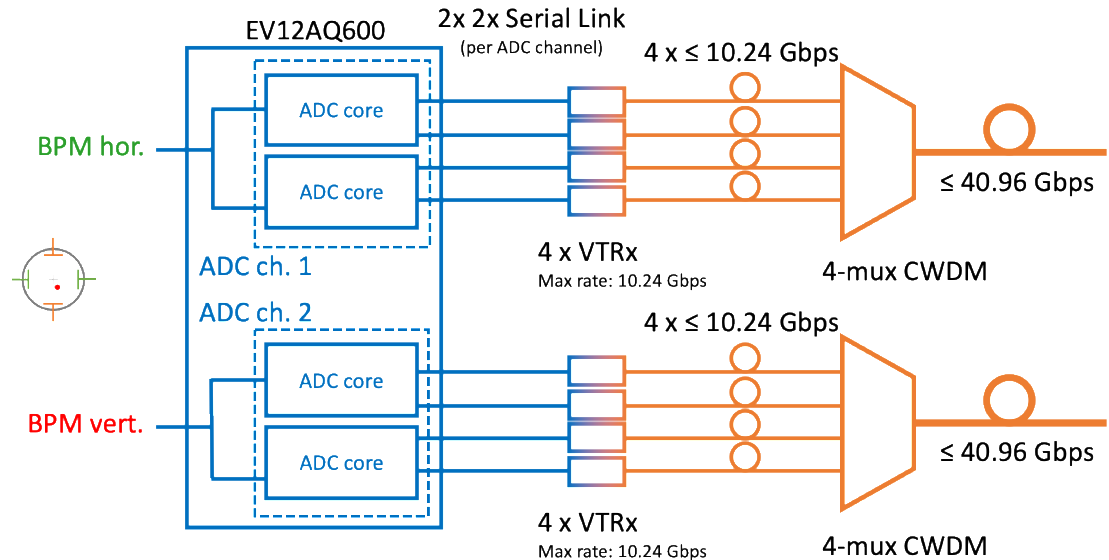 EV12AQ600
2x 2x Serial Link
(per ADC channel)
4 x ≤ 10.24 Gbps
ADC core
BPM hor.
ADC core
≤ 40.96 Gbps
4 x VTRx
Max rate: 10.24 Gbps
4-mux CWDM
ADC ch. 1
ADC ch. 2
4 x ≤ 10.24 Gbps
ADC core
BPM vert.
ADC core
≤ 40.96 Gbps
4 x VTRx
Max rate: 10.24 Gbps
4-mux CWDM